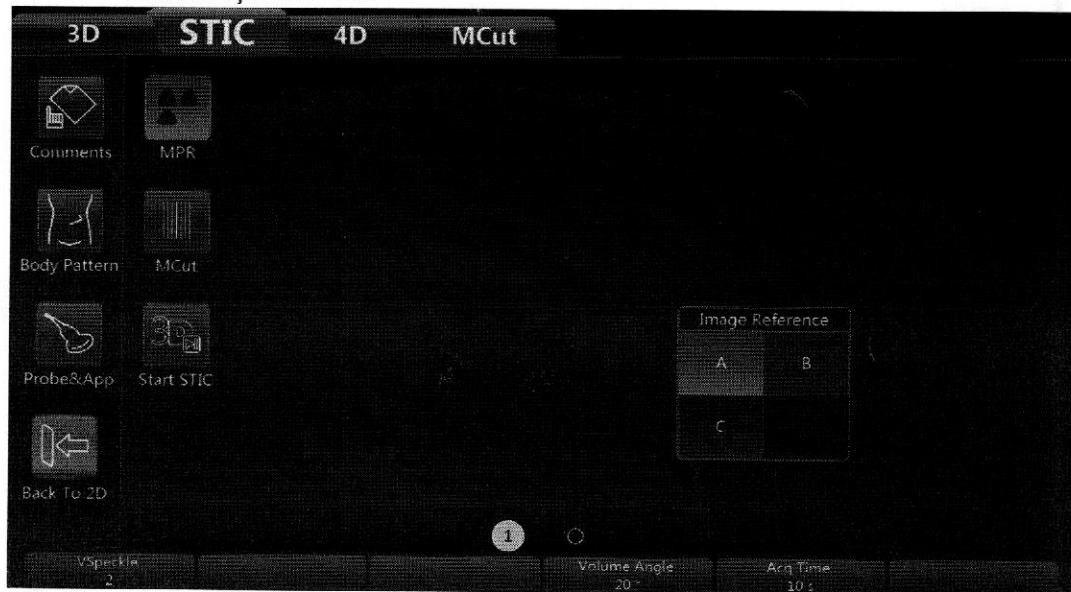 3D STIC 4D MCut
Comments MPR
Body Pattern MCut
Image Reference
A B
Probe&App Start STIC
C
Back To 2D
1
VSpeckle Volume Angle Acq Time
2 20° 10 s